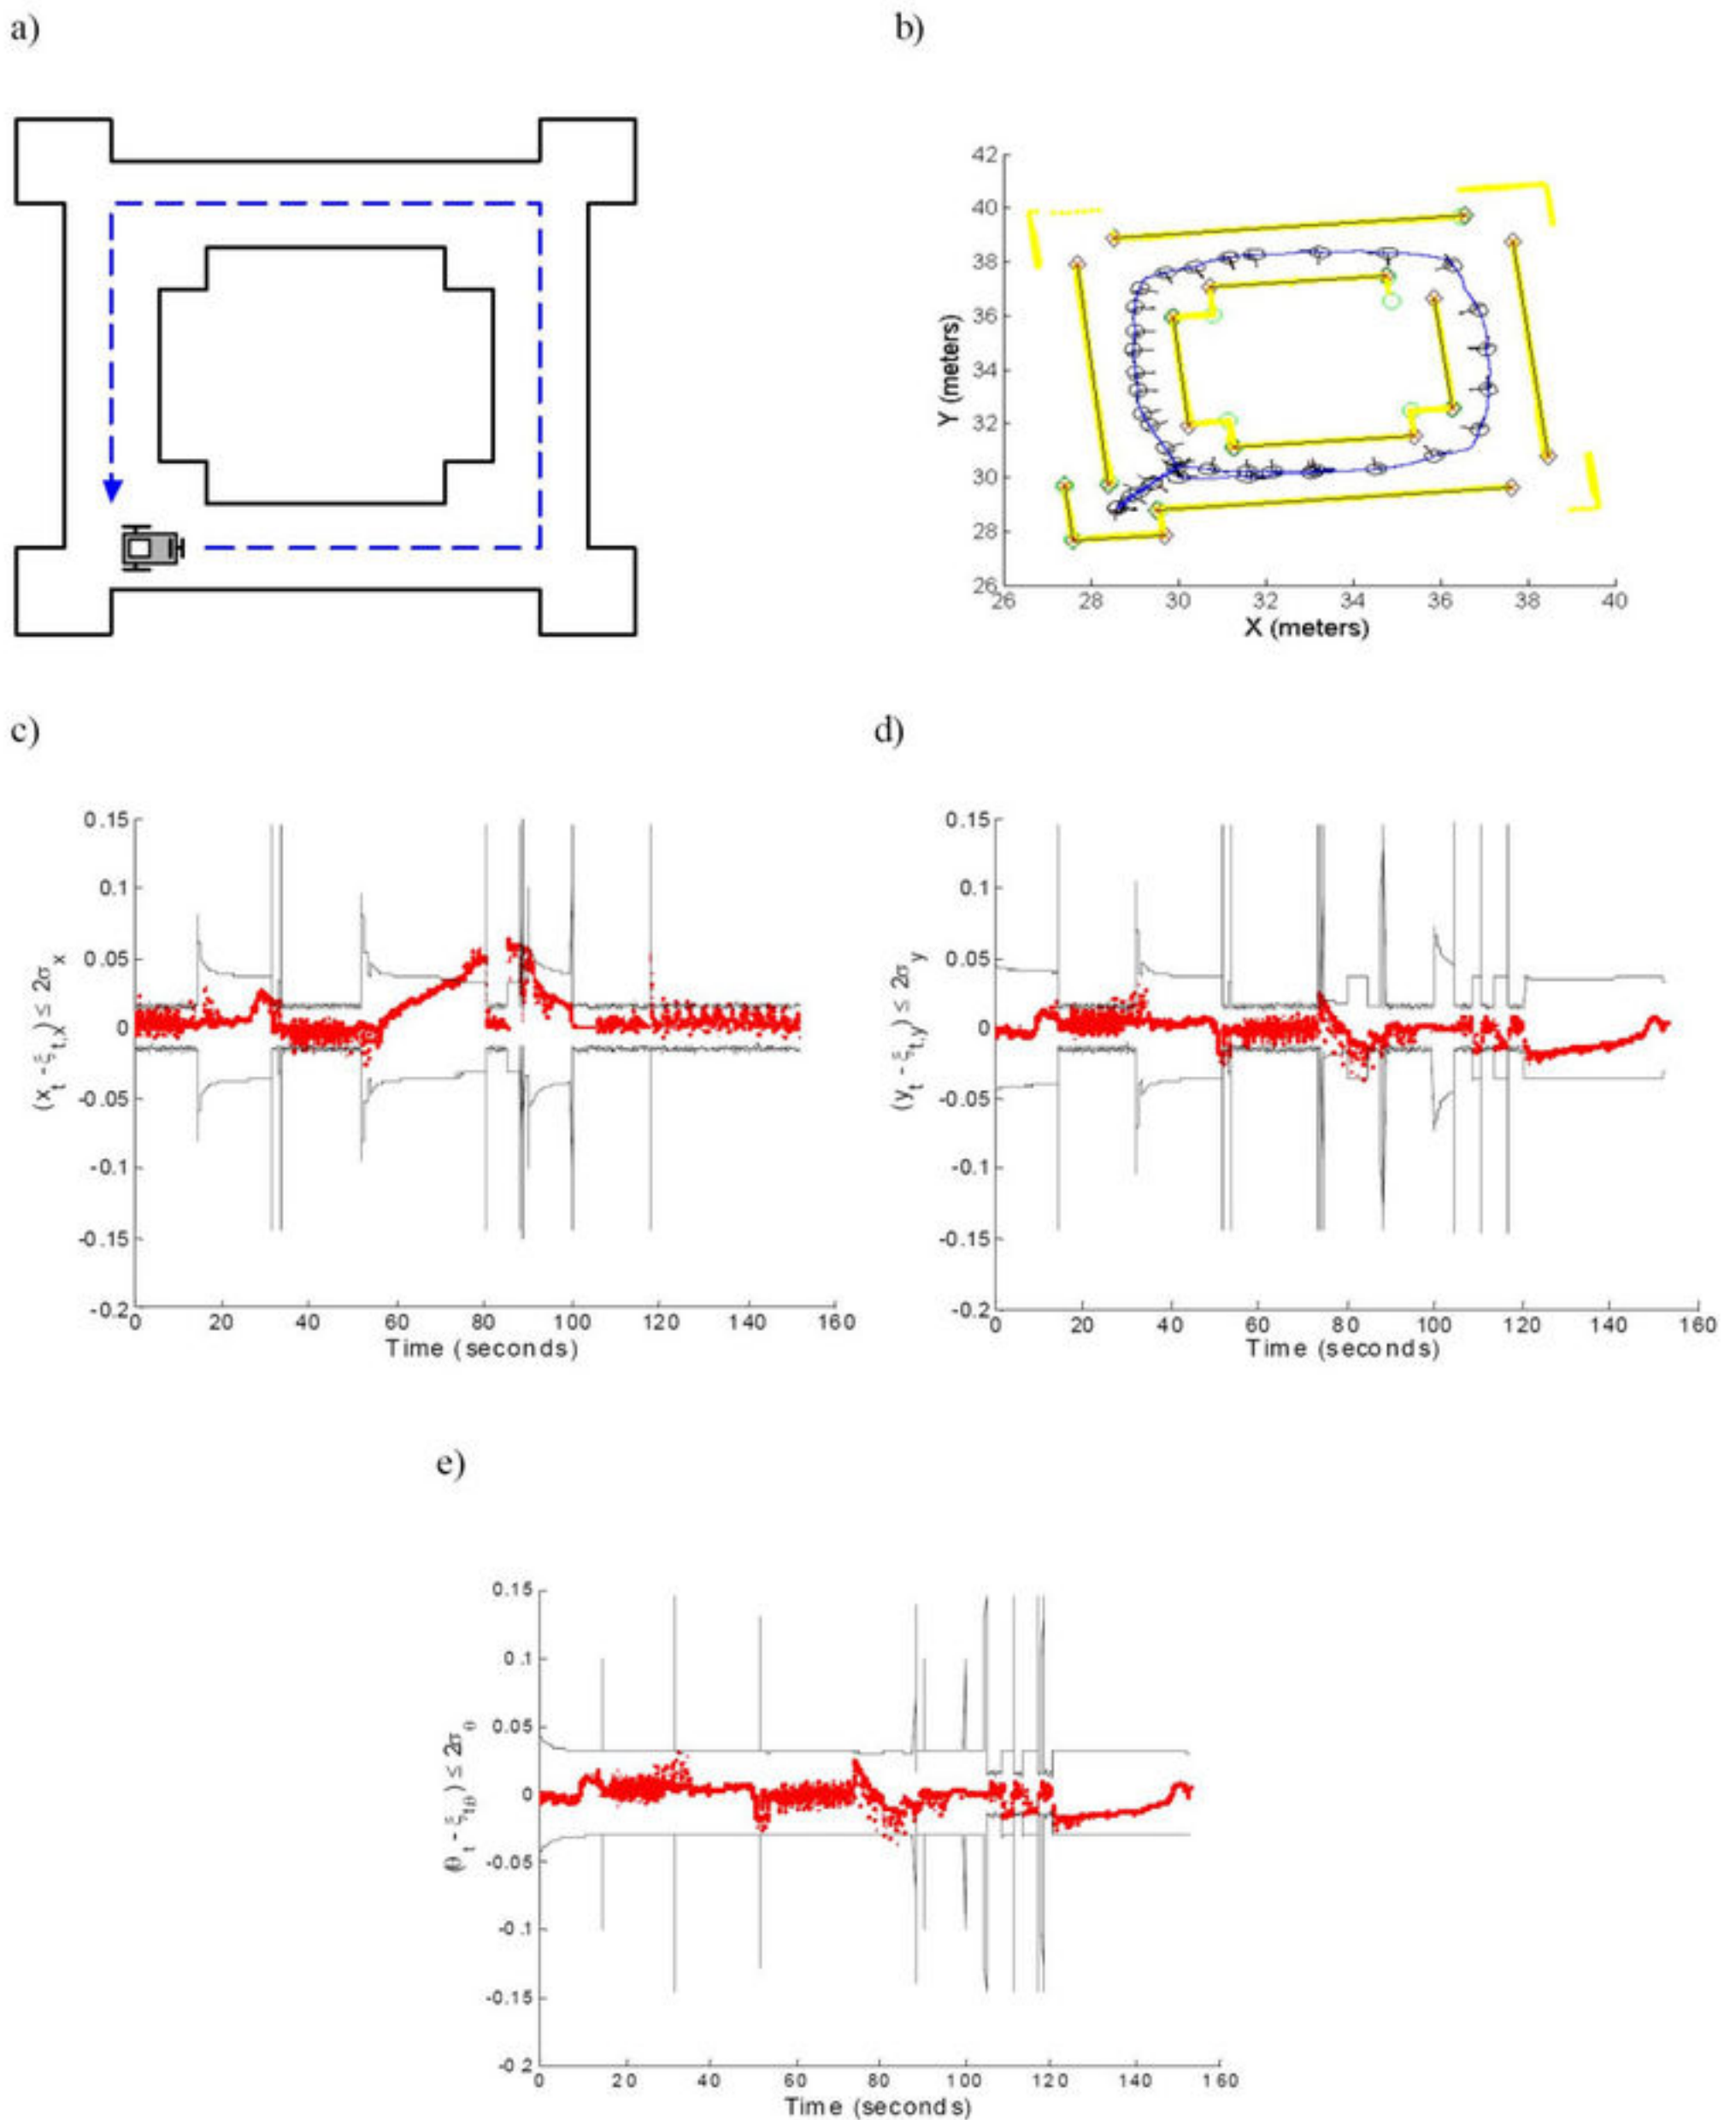 a)
b)
42
40
38
36
34
32
30
28
26
Y (meters)
26 28 30 32 34 36 38 40
X (meters)
c)
d)
0.15
0.1
0.05
0
-0.05
-0.1
-0.15
-0.2
(x_t - ξ_t,x) ≤ 2σ_x
0 20 40 60 80 100 120 140 160
Time (seconds)
0.15
0.1
0.05
0
-0.05
-0.1
-0.15
-0.2
(y_t - ξ_t,y) ≤ 2σ_y
0 20 40 60 80 100 120 140 160
Time (seconds)
e)
0.15
0.1
0.05
0
-0.05
-0.1
-0.15
-0.2
(θ_t - ξ_tθ) ≤ 2σ_θ
0 20 40 60 80 100 120 140 160
Time (seconds)